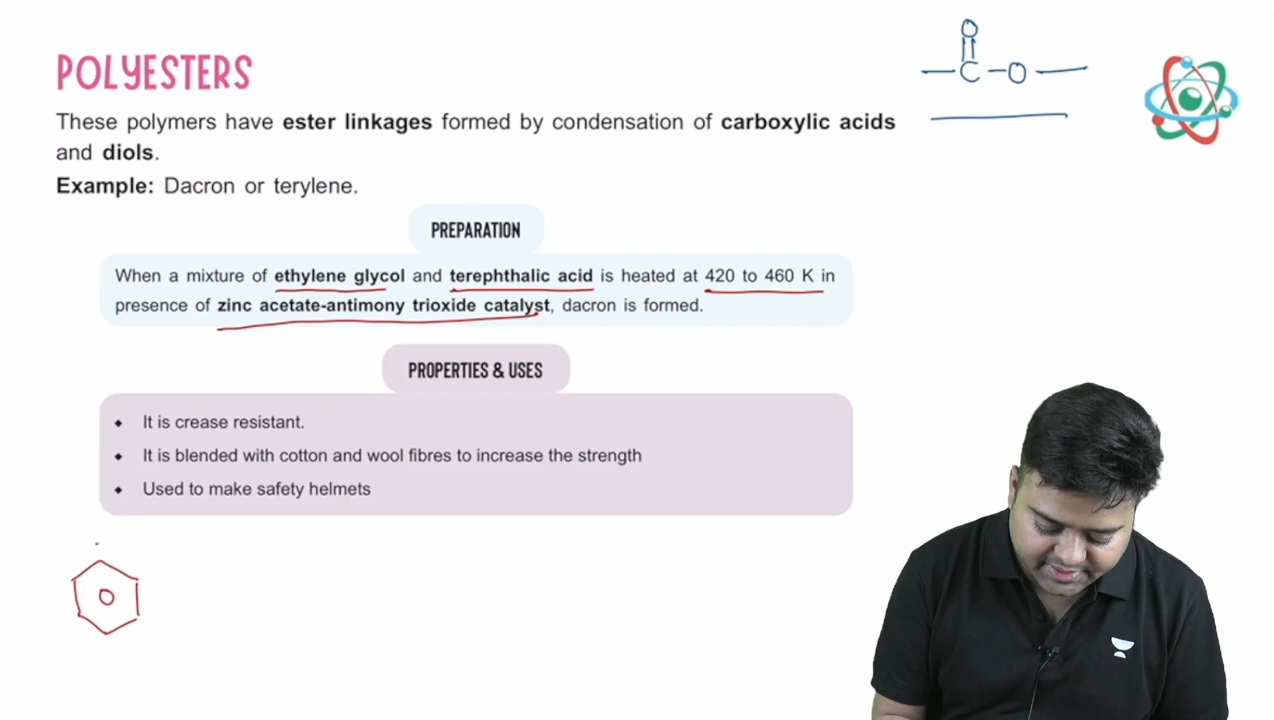 POLYESTERS
These polymers have ester linkages formed by condensation of carboxylic acids
and diols.
Example: Dacron or terylene.
O
-C-O-
PREPARATION
When a mixture of ethylene glycol and terephthalic acid is heated at 420 to 460 K in
presence of zinc acetate-antimony trioxide catalyst, dacron is formed.
PROPERTIES & USES
It is crease resistant.
It is blended with cotton and wool fibres to increase the strength
Used to make safety helmets